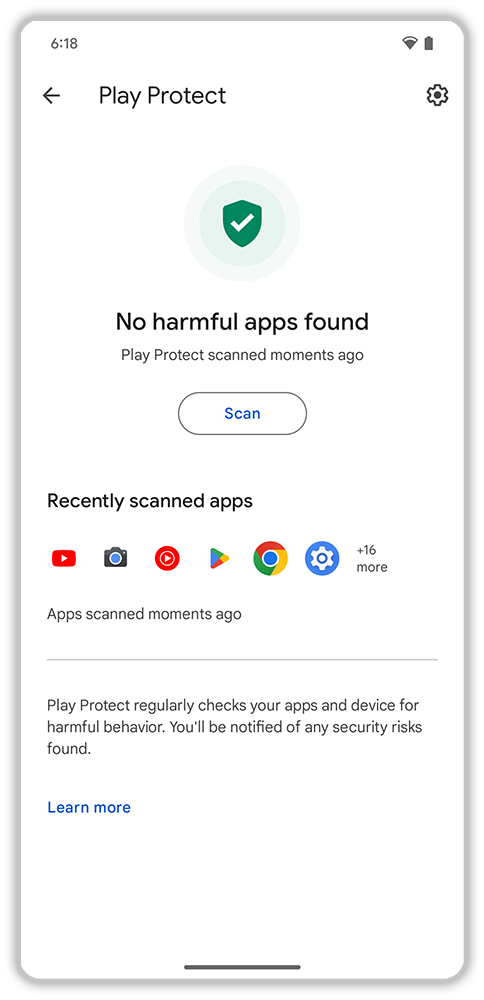 6:18
Play Protect
No harmful apps found
Play Protect scanned moments ago
Scan
Recently scanned apps
+16
more
Apps scanned moments ago
Play Protect regularly checks your apps and device for
harmful behavior. You'll be notified of any security risks
found.
Learn more